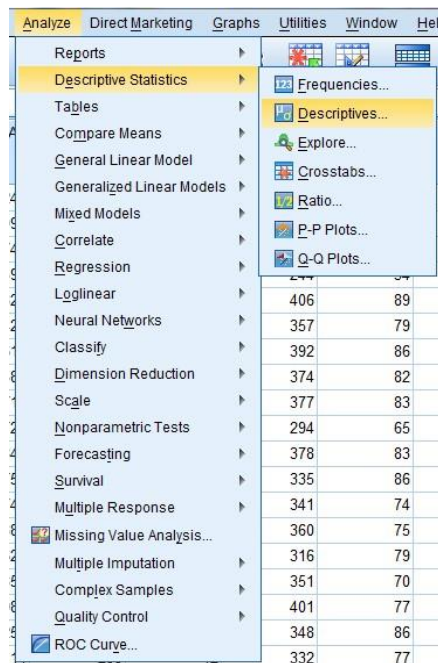 Analyze Direct Marketing Graphs Utilities Window Hel
Reports
Descriptive Statistics
Tables
Compare Means
General Linear Model
Generalized Linear Models
Mixed Models
Correlate
Regression
Loglinear
Neural Networks
Classify
Dimension Reduction
Scale
Nonparametric Tests
Forecasting
Survival
Multiple Response
Missing Value Analysis...
Multiple Imputation
Complex Samples
Quality Control
ROC Curve...
Frequencies...
Descriptives...
Explore...
Crosstabs...
Ratio...
P-P Plots...
Q-Q Plots...
406 89
357 79
392 86
374 82
377 83
294 65
378 83
335 86
341 74
360 75
316 79
351 70
401 77
348 86
332 77